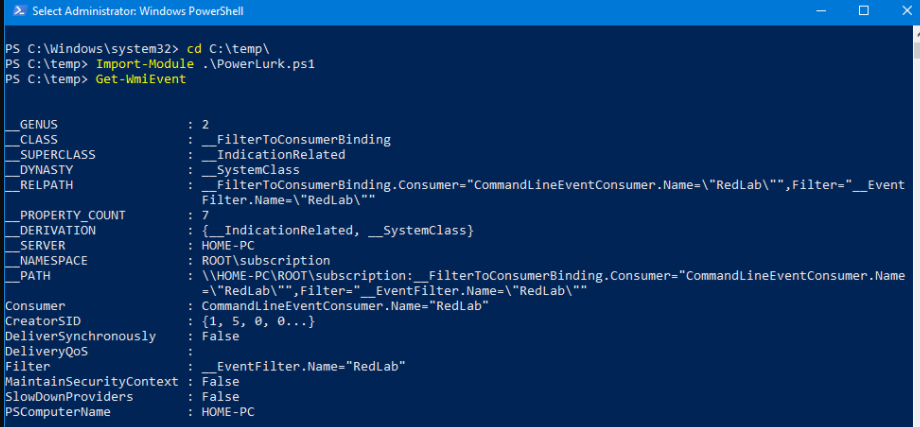 Select Administrator: Windows PowerShell
PS C:\Windows\system32> cd C:\temp\
PS C:\temp> Import-Module .\PowerLurk.ps1
PS C:\temp> Get-WmiEvent
__GENUS : 2
__CLASS : __FilterToConsumerBinding
__SUPERCLASS : __IndicationRelated
__DYNASTY : __SystemClass
__RELPATH : __FilterToConsumerBinding.Consumer="CommandLineEventConsumer.Name=\"RedLab\"",Filter="__Event
Filter.Name=\"RedLab\""
__PROPERTY_COUNT : 7
__DERIVATION : {__IndicationRelated, __SystemClass}
__SERVER : HOME-PC
__NAMESPACE : ROOT\subscription
__PATH : \\HOME-PC\ROOT\subscription:__FilterToConsumerBinding.Consumer="CommandLineEventConsumer.Name
=\"RedLab\"",Filter="__EventFilter.Name=\"RedLab\""
Consumer : CommandLineEventConsumer.Name="RedLab"
CreatorSID : {1, 5, 0, 0...}
DeliverSynchronously : False
DeliveryQoS :
Filter : __EventFilter.Name="RedLab"
MaintainSecurityContext : False
SlowDownProviders : False
PSComputerName : HOME-PC